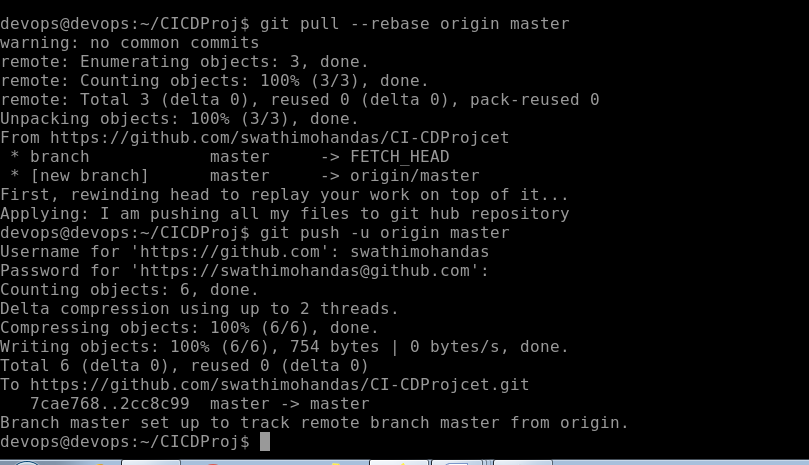 devops@devops:~/CICDProj$ git pull --rebase origin master
warning: no common commits
remote: Enumerating objects: 3, done.
remote: Counting objects: 100% (3/3), done.
remote: Total 3 (delta 0), reused 0 (delta 0), pack-reused 0
Unpacking objects: 100% (3/3), done.
From https://github.com/swathimohandas/CI-CDProjcet
 * branch            master     -> FETCH_HEAD
 * [new branch]      master     -> origin/master
First, rewinding head to replay your work on top of it...
Applying: I am pushing all my files to git hub repository
devops@devops:~/CICDProj$ git push -u origin master
Username for 'https://github.com': swathimohandas
Password for 'https://swathimohandas@github.com':
Counting objects: 6, done.
Delta compression using up to 2 threads.
Compressing objects: 100% (6/6), done.
Writing objects: 100% (6/6), 754 bytes | 0 bytes/s, done.
Total 6 (delta 0), reused 0 (delta 0)
To https://github.com/swathimohandas/CI-CDProjcet.git
   7cae768..2cc8c99  master -> master
Branch master set up to track remote branch master from origin.
devops@devops:~/CICDProj$